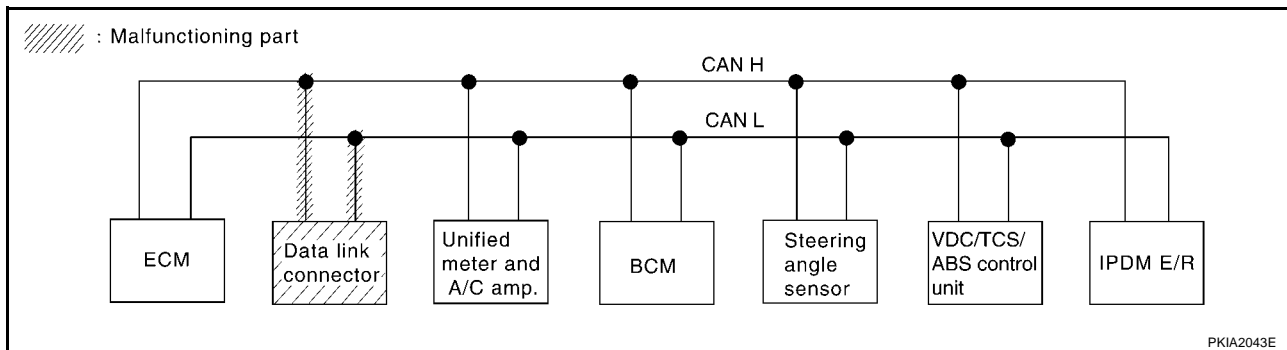 : Malfunctioning part
CAN H
CAN L
ECM
Data link
connector
Unified
meter and
A/C amp.
BCM
Steering
angle
sensor
VDC/TCS/
ABS control
unit
IPDM E/R
PKIA2043E